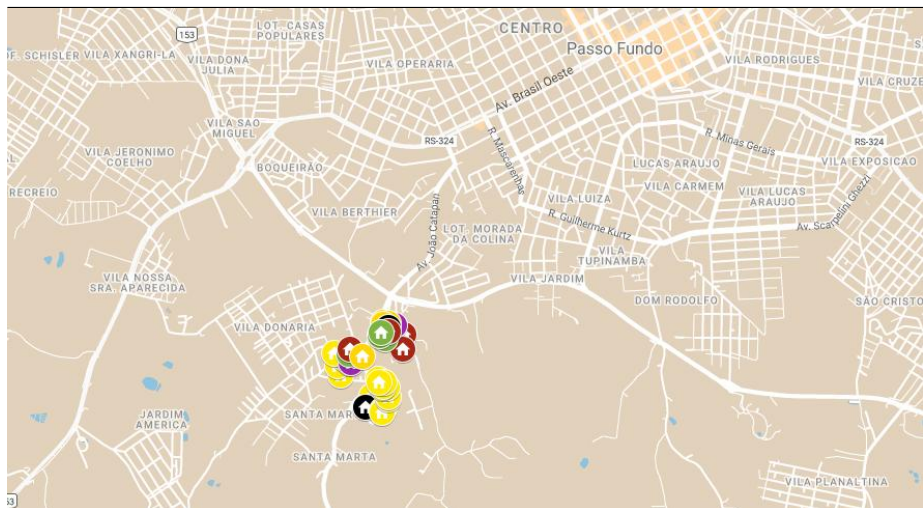 CENTRO
LOT. CASAS
POPULARES
153
OF. SCHISLER
VILA XANGRI-LA
VILA DONA
JULIA
VILA OPERARIA
Passo Fundo
VILA RODRIGUES
VILA CRUZE
Av. Brasil Oeste
VILA SAO
MIGUEL
RS-324
R. Mascarenhas
R. Minas Gerais
RS-324
VILA JERONIMO
COELHO
BOQUEIRÃO
LUCAS ARAUJO
VILA EXPOSICAO
RECREIO
VILA LUIZA
VILA CARMEM
VILA LUCAS
ARAUJO
VILA BERTHIER
Av. João Catapan
LOT. MORADA
DA COLINA
R. Guilherme Kurtz
Av. Scarpelini Ghezzi
VILA
TUPINAMBA
VILA NOSSA
SRA. APARECIDA
VILA JARDIM
DOM RODOLFO
SÃO CRISTO
VILA DONARIA
JARDIM
AMERICA
SANTA MAR
SANTA MARTA
VILA PLANALTINA
53